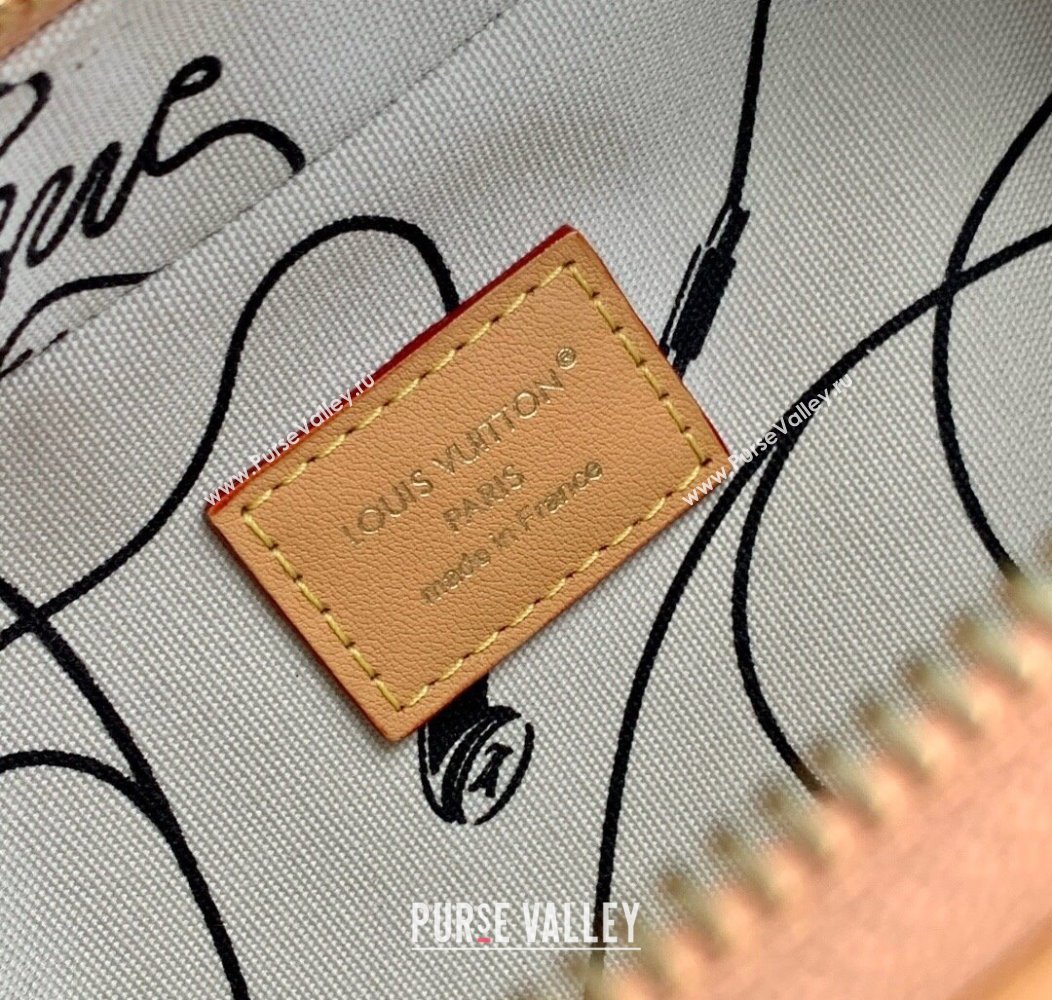 LOUIS VUITTON®
PARIS
made in France
www.PurseValley.ru
www.PurseValley.ru
PURSE VALLEY